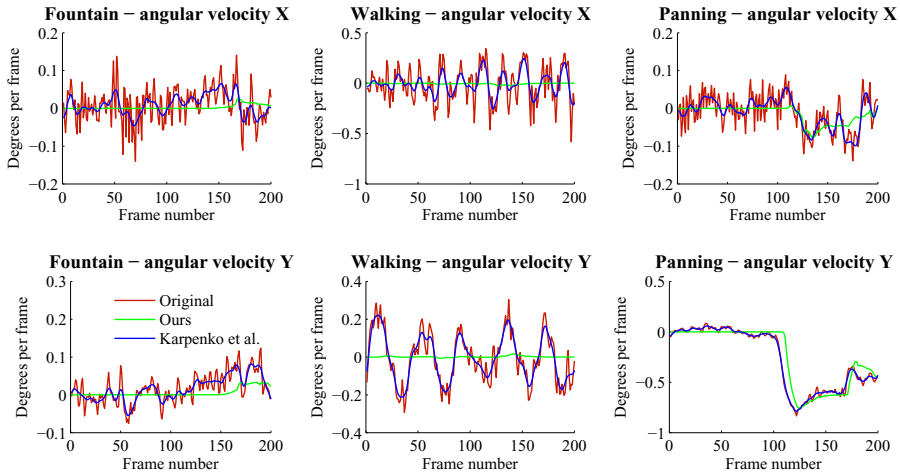 Fountain − angular velocity X
Walking − angular velocity X
Panning − angular velocity X
Degrees per frame
0.2
0.1
0
−0.1
−0.2
0 50 100 150 200
Frame number
0.5
0
−0.5
−1
0 50 100 150 200
Frame number
Degrees per frame
0.2
0.1
0
−0.1
−0.2
0 50 100 150 200
Frame number
Fountain − angular velocity Y
Walking − angular velocity Y
Panning − angular velocity Y
Degrees per frame
0.3
0.2
0.1
0
−0.1
Original
Ours
Karpenko et al.
0 50 100 150 200
Frame number
Degrees per frame
0.4
0.2
0
−0.2
−0.4
0 50 100 150 200
Frame number
Degrees per frame
0
−0.5
−1
0 50 100 150 200
Frame number